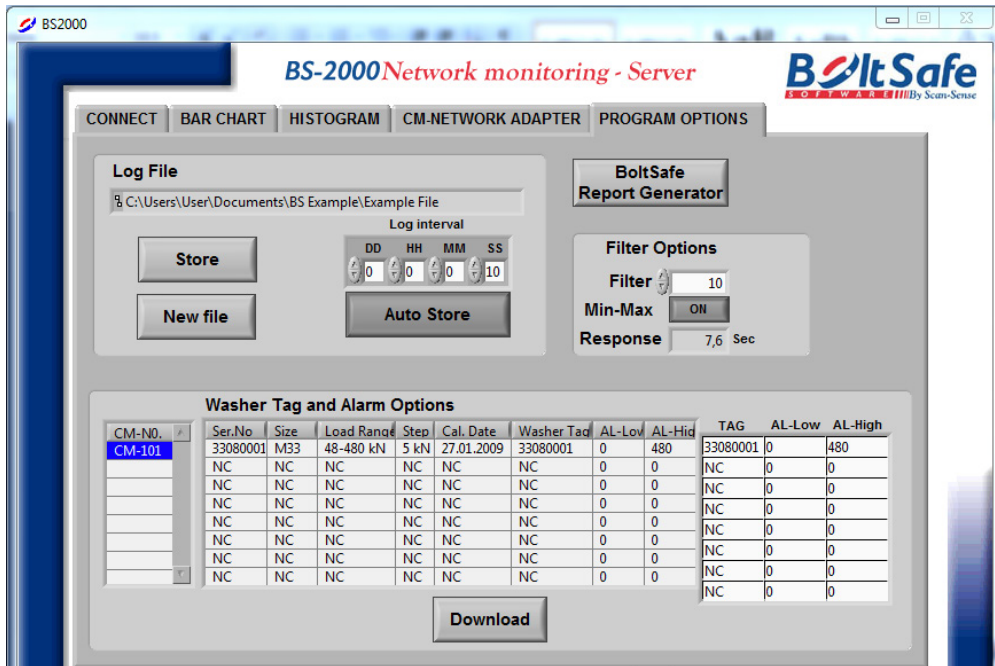 BS2000
BS-2000 Network monitoring - Server
BoltSafe
SOFTWARE By Scan-Sense
CONNECT BAR CHART HISTOGRAM CM-NETWORK ADAPTER PROGRAM OPTIONS
Log File
C:\Users\User\Documents\BS Example\Example File
Log interval
DD HH MM SS
0 0 0 10
Store
New file
Auto Store
BoltSafe
Report Generator
Filter Options
Filter 10
Min-Max ON
Response 7,6 Sec
Washer Tag and Alarm Options
CM-N0.
CM-101
Ser.No Size Load Range Step Cal. Date Washer Tag AL-Low AL-Hig
33080001 M33 48-480 kN 5 kN 27.01.2009 33080001 0 480
NC NC NC NC NC NC 0 0
NC NC NC NC NC NC 0 0
NC NC NC NC NC NC 0 0
NC NC NC NC NC NC 0 0
NC NC NC NC NC NC 0 0
NC NC NC NC NC NC 0 0
NC NC NC NC NC NC 0 0
TAG AL-Low AL-High
33080001 0 480
NC 0 0
NC 0 0
NC 0 0
NC 0 0
NC 0 0
NC 0 0
NC 0 0
Download